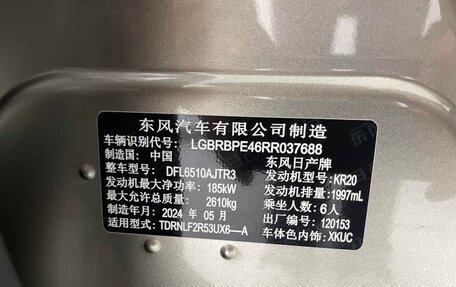 东风汽车有限公司制造
车辆识别代号: LGBRBPE46RR037688
制造国: 中国 东风日产牌
整车型号: DFL6510AJTR3 发动机型号: KR20
发动机最大净功率: 185kW 发动机排量: 1997mL
最大允许总质量: 2610kg 乘坐人数: 6人
制造年月: 2024 年 05 月 出厂编号: 120153
适用型式: TDRNLF2R53UX6—A 车体色内饰: XKUC